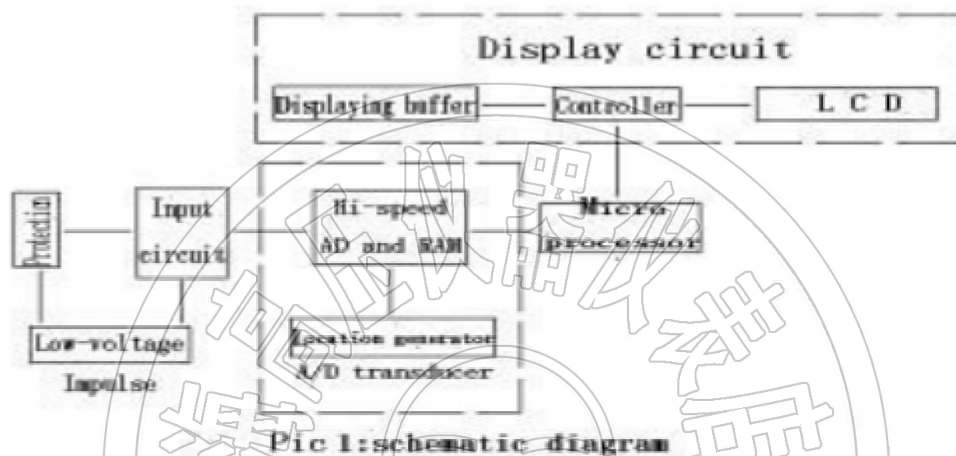 Display circuit
Displaying buffer
Controller
L C D
Protectin
Input
circuit
Hi-speed
AD and RAM
Micro
processor
Low-voltage
Impulse
Location generator
A/D transducer
Pic 1:schematic diagram